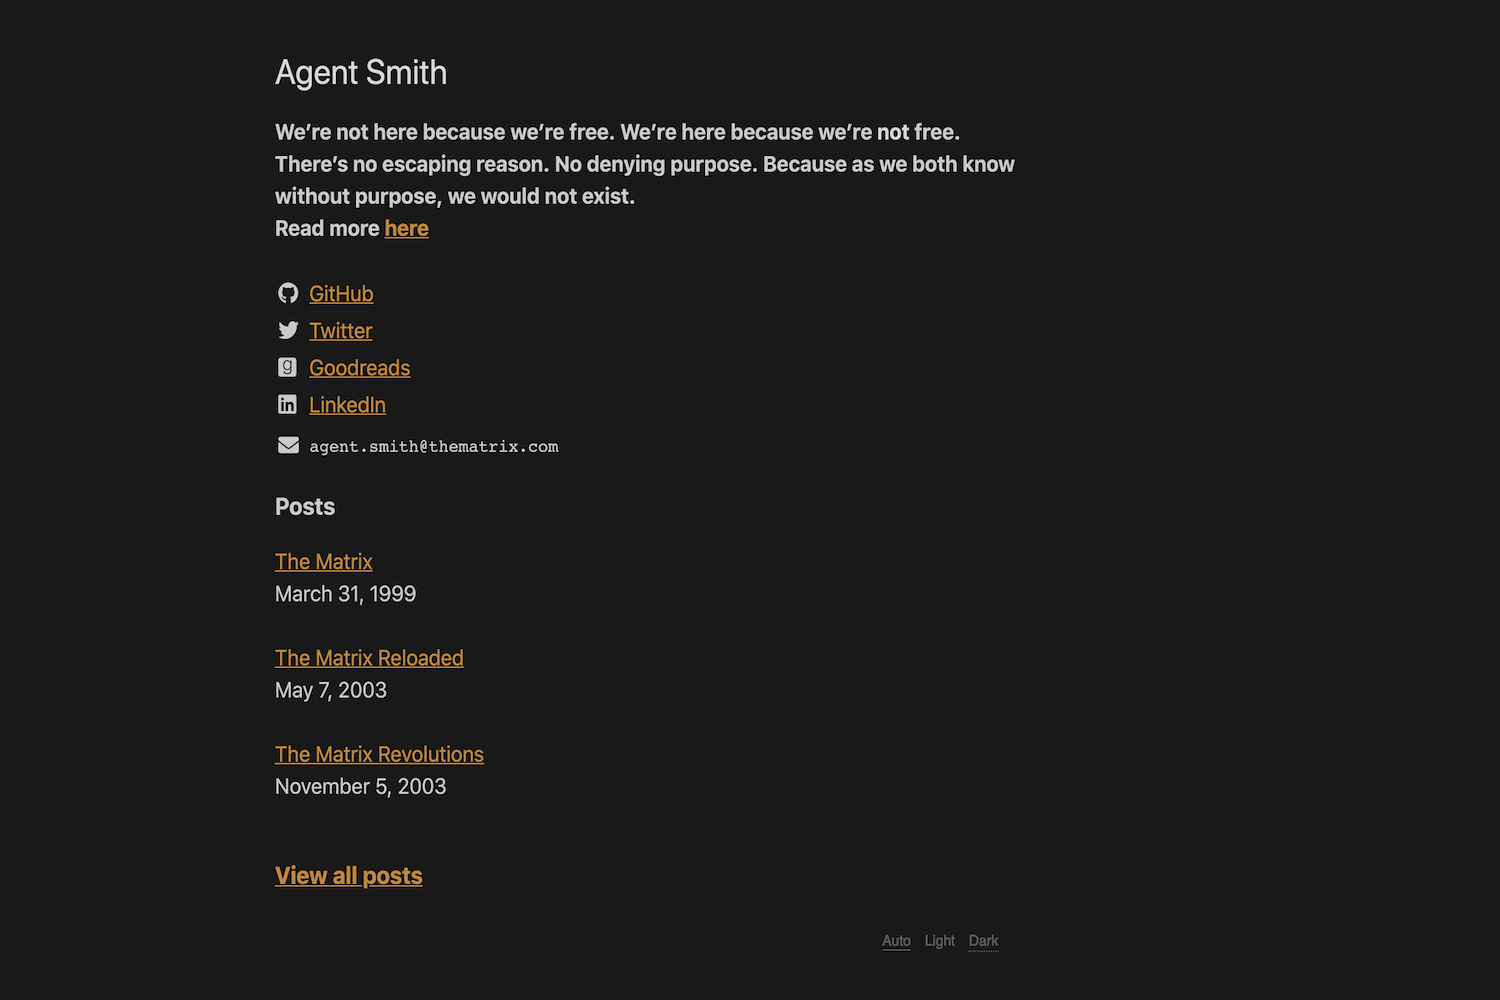 Agent Smith
We’re not here because we’re free. We’re here because we’re not free.
There’s no escaping reason. No denying purpose. Because as we both know
without purpose, we would not exist.
Read more here
GitHub
Twitter
Goodreads
LinkedIn
agent.smith@thematrix.com
Posts
The Matrix
March 31, 1999
The Matrix Reloaded
May 7, 2003
The Matrix Revolutions
November 5, 2003
View all posts
Auto Light Dark